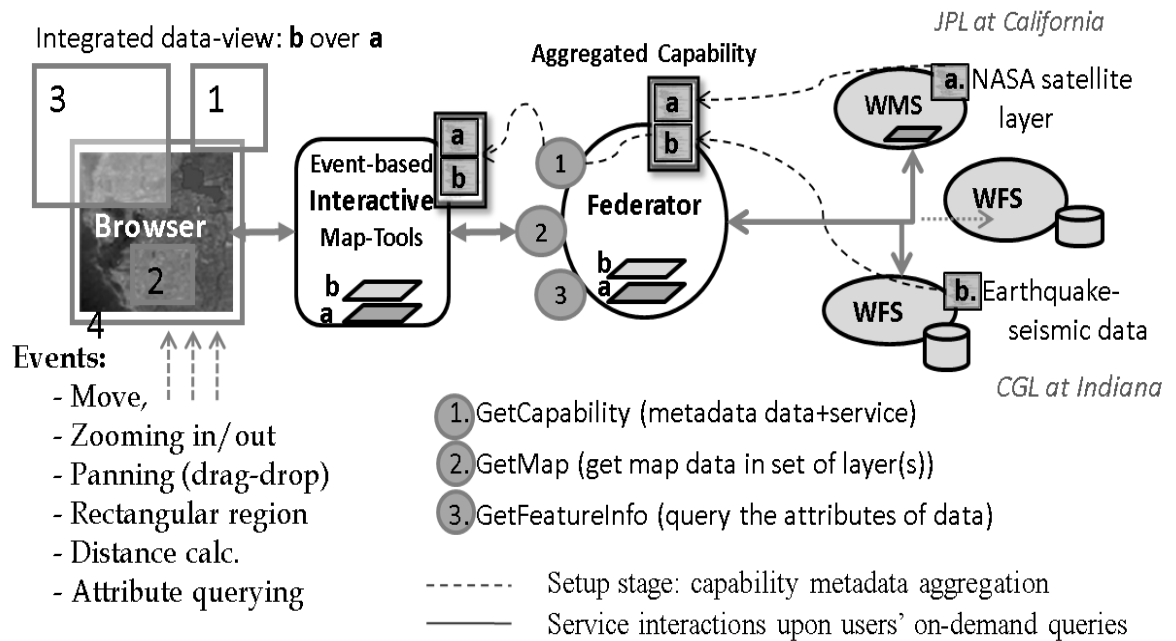 Integrated data-view: b over a
3
1
Browser
2
4
Events:
- Move,
- Zooming in/out
- Panning (drag-drop)
- Rectangular region
- Distance calc.
- Attribute querying
Event-based
Interactive
Map-Tools
a
b
b
a
Aggregated Capability
a
b
Federator
1
2
3
b
a
JPL at California
WMS
a. NASA satellite
layer
WFS
WFS
b. Earthquake-
seismic data
CGL at Indiana
1. GetCapability (metadata data+service)
2. GetMap (get map data in set of layer(s))
3. GetFeatureInfo (query the attributes of data)
Setup stage: capability metadata aggregation
Service interactions upon users' on-demand queries